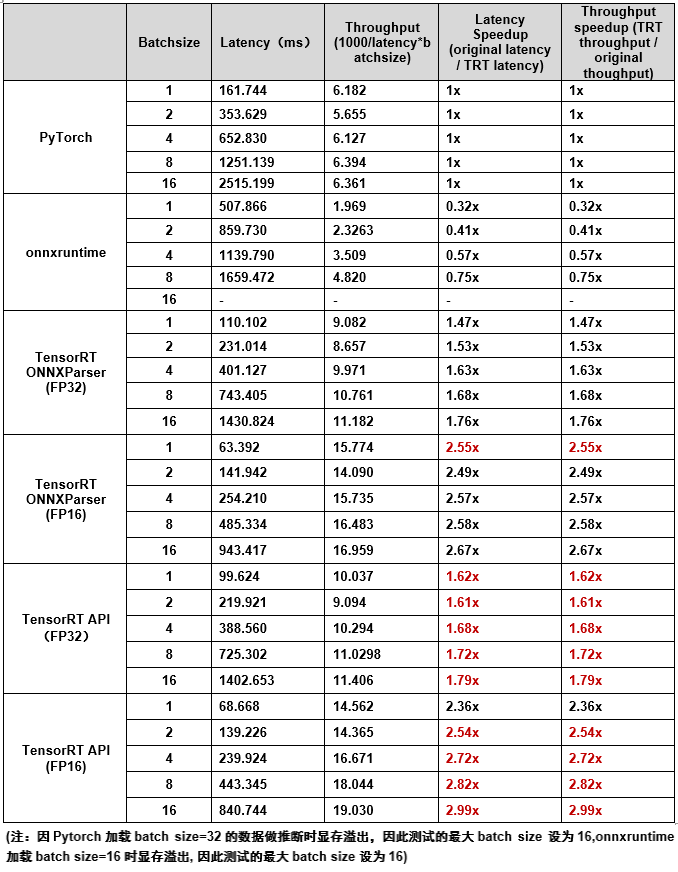 Batchsize Latency（ms） Throughput (1000/latency*b atchsize) Latency Speedup (original latency / TRT latency) Throughput speedup (TRT throughput / original thoughput)
PyTorch
1 161.744 6.182 1x 1x
2 353.629 5.655 1x 1x
4 652.830 6.127 1x 1x
8 1251.139 6.394 1x 1x
16 2515.199 6.361 1x 1x
onnxruntime
1 507.866 1.969 0.32x 0.32x
2 859.730 2.3263 0.41x 0.41x
4 1139.790 3.509 0.57x 0.57x
8 1659.472 4.820 0.75x 0.75x
16 - - - -
TensorRT
ONNXParser
(FP32)
1 110.102 9.082 1.47x 1.47x
2 231.014 8.657 1.53x 1.53x
4 401.127 9.971 1.63x 1.63x
8 743.405 10.761 1.68x 1.68x
16 1430.824 11.182 1.76x 1.76x
TensorRT
ONNXParser
(FP16)
1 63.392 15.774 2.55x 2.55x
2 141.942 14.090 2.49x 2.49x
4 254.210 15.735 2.57x 2.57x
8 485.334 16.483 2.58x 2.58x
16 943.417 16.959 2.67x 2.67x
TensorRT API
（FP32）
1 99.624 10.037 1.62x 1.62x
2 219.921 9.094 1.61x 1.61x
4 388.560 10.294 1.68x 1.68x
8 725.302 11.0298 1.72x 1.72x
16 1402.653 11.406 1.79x 1.79x
TensorRT API
(FP16)
1 68.668 14.562 2.36x 2.36x
2 139.226 14.365 2.54x 2.54x
4 239.924 16.671 2.72x 2.72x
8 443.345 18.044 2.82x 2.82x
16 840.744 19.030 2.99x 2.99x
(注：因 Pytorch 加载 batch size=32 的数据做推断时显存溢出，因此测试的最大 batch size 设为 16,onnxruntime
加载 batch size=16 时显存溢出, 因此测试的最大 batch size 设为 16)